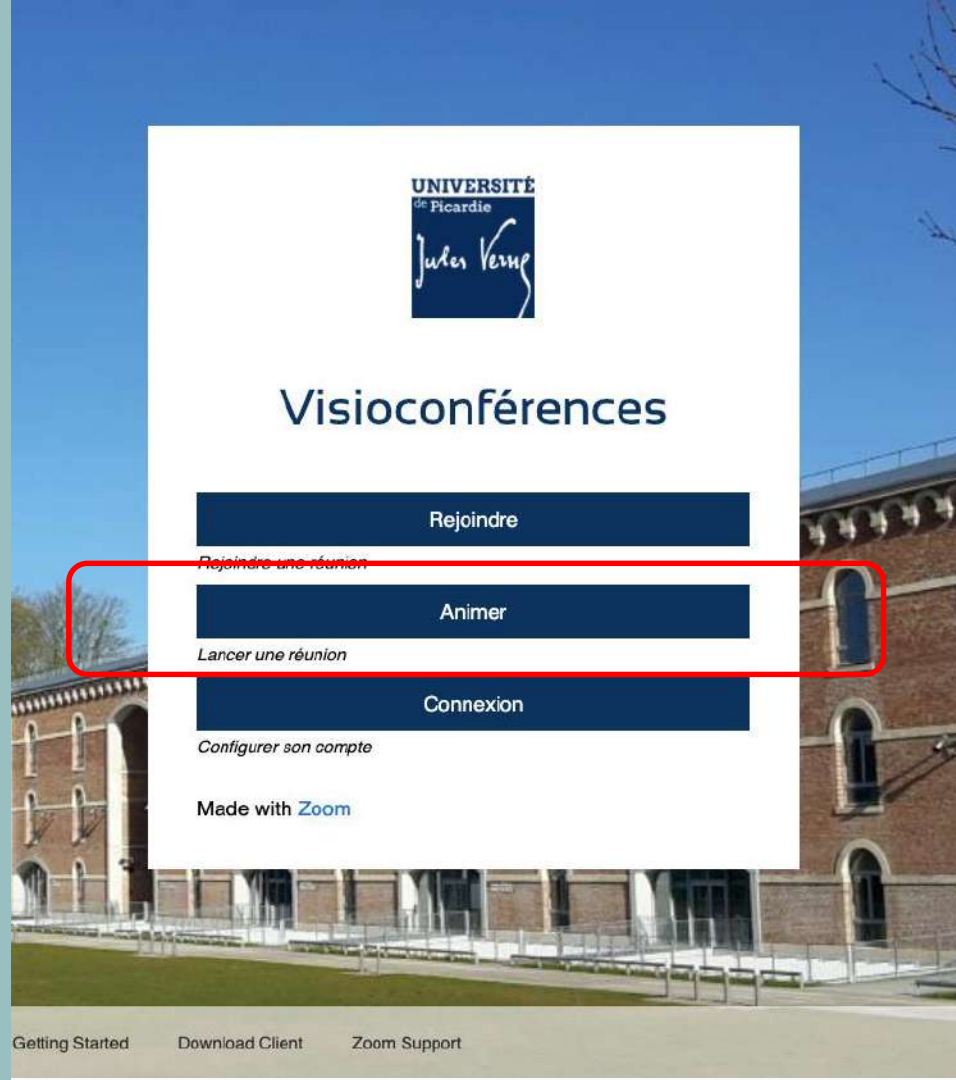 UNIVERSITÉ
de Picardie
Jules Verne
Visioconférences
Rejoindre
Rejoindre une réunion
Animer
Lancer une réunion
Connexion
Configurer son compte
Made with Zoom
Getting Started Download Client Zoom Support